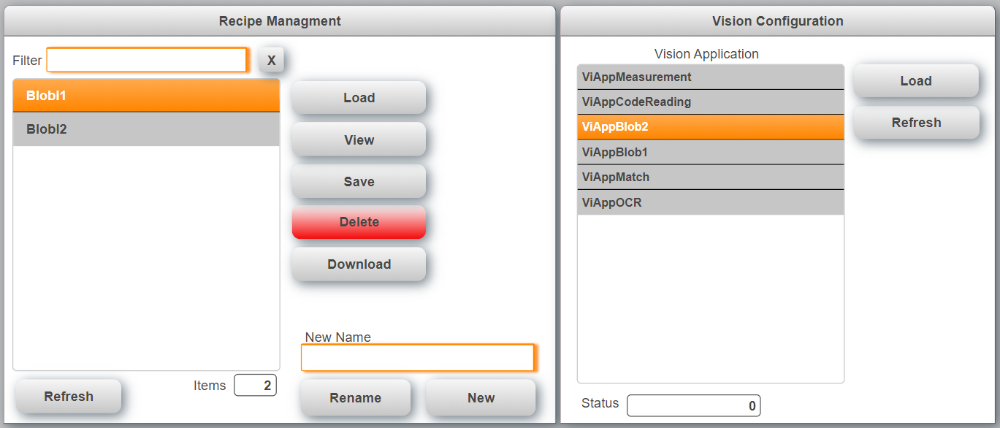 Recipe Managment
Filter
X
Blobl1
Blobl2
Load
View
Save
Delete
Download
New Name
Refresh
Items 2
Rename
New
Vision Configuration
Vision Application
ViAppMeasurement
ViAppCodeReading
ViAppBlob2
ViAppBlob1
ViAppMatch
ViAppOCR
Load
Refresh
Status 0